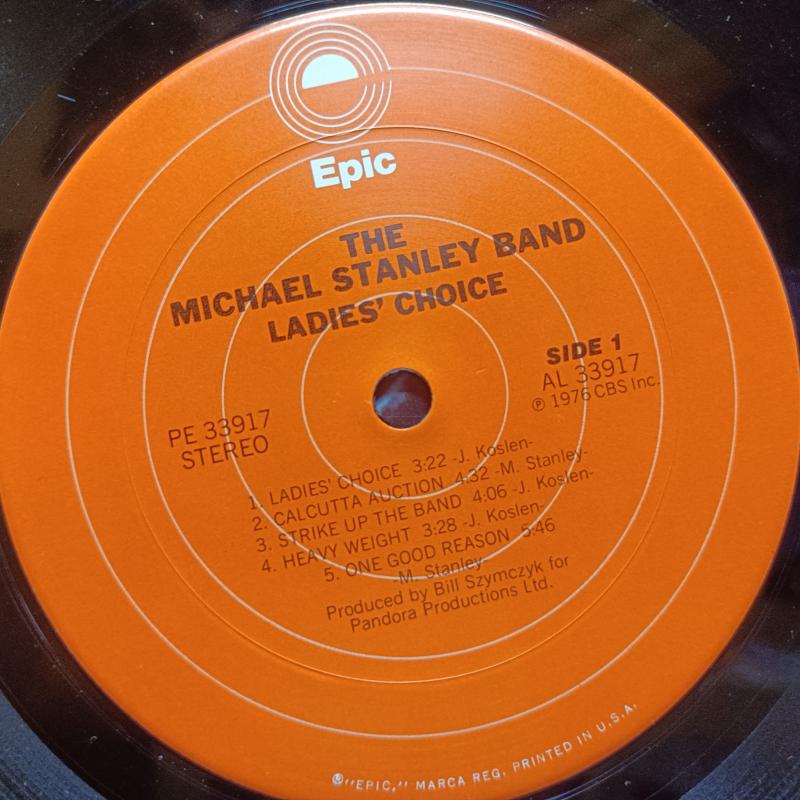 Epic
THE
MICHAEL STANLEY BAND
LADIES' CHOICE
SIDE 1
AL 33917
℗ 1976 CBS Inc.
PE 33917
STEREO
1. LADIES' CHOICE 3:22 -J. Koslen-
2. CALCUTTA AUCTION 4:32 -M. Stanley-
3. STRIKE UP THE BAND 4:06 -J. Koslen-
4. HEAVY WEIGHT 3:28 -J. Koslen-
5. ONE GOOD REASON 5:46
-M. Stanley-
Produced by Bill Szymczyk for
Pandora Productions Ltd.
®"EPIC," MARCA REG. PRINTED IN U.S.A.